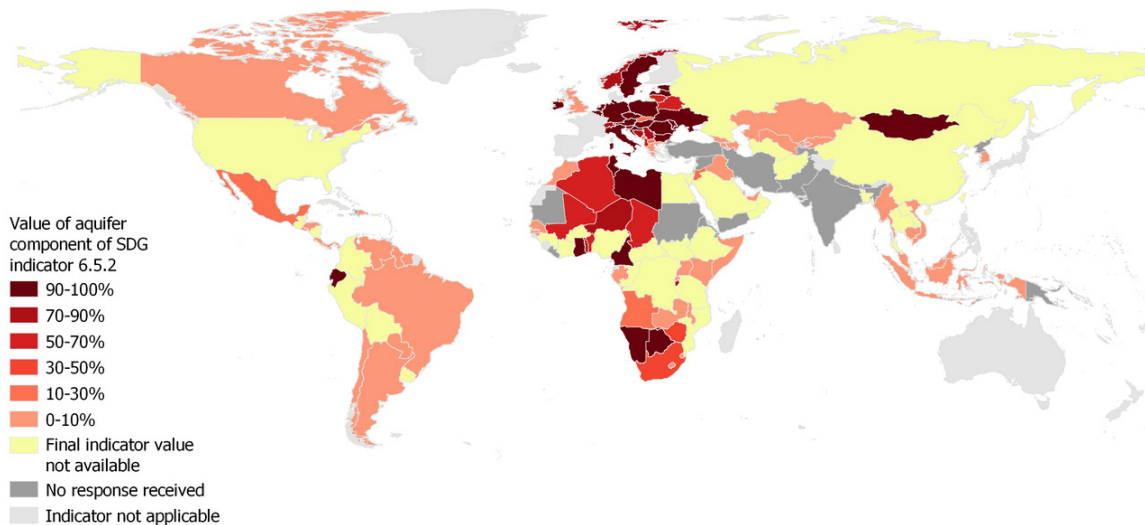 Value of aquifer
component of SDG
indicator 6.5.2
90-100%
70-90%
50-70%
30-50%
10-30%
0-10%
Final indicator value
not available
No response received
Indicator not applicable